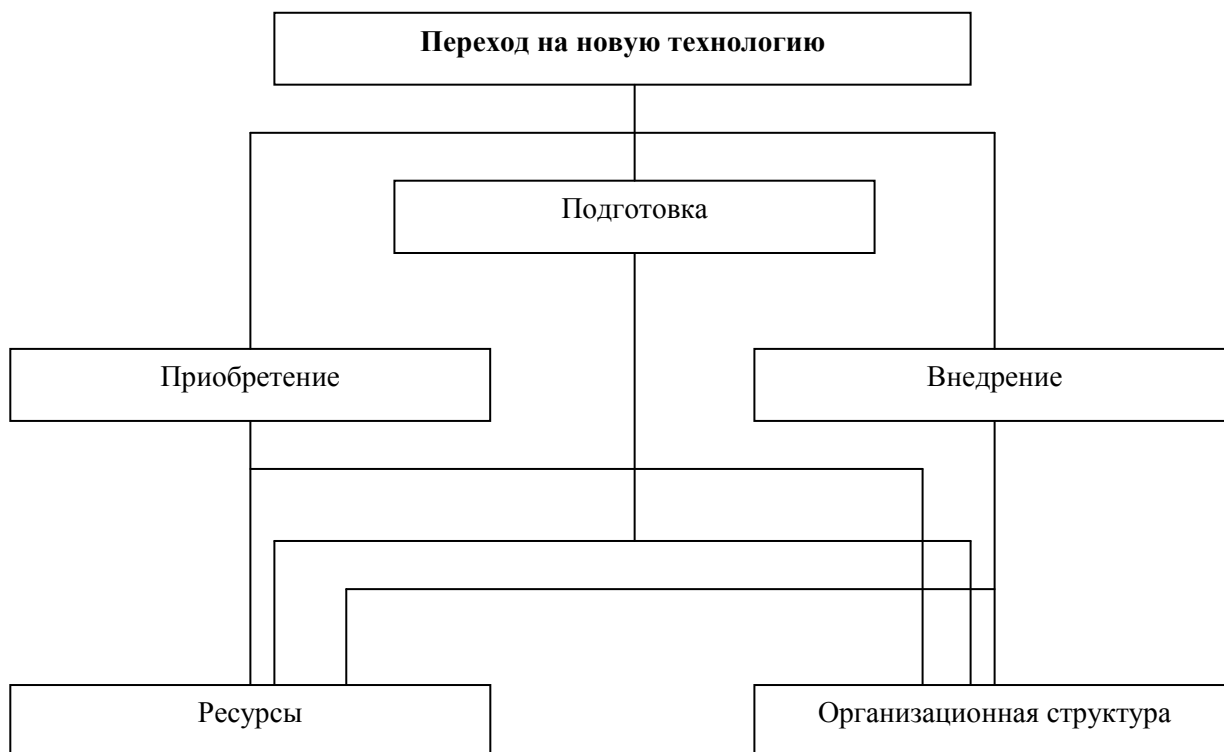 Переход на новую технологию
Подготовка
Приобретение
Внедрение
Ресурсы
Организационная структура